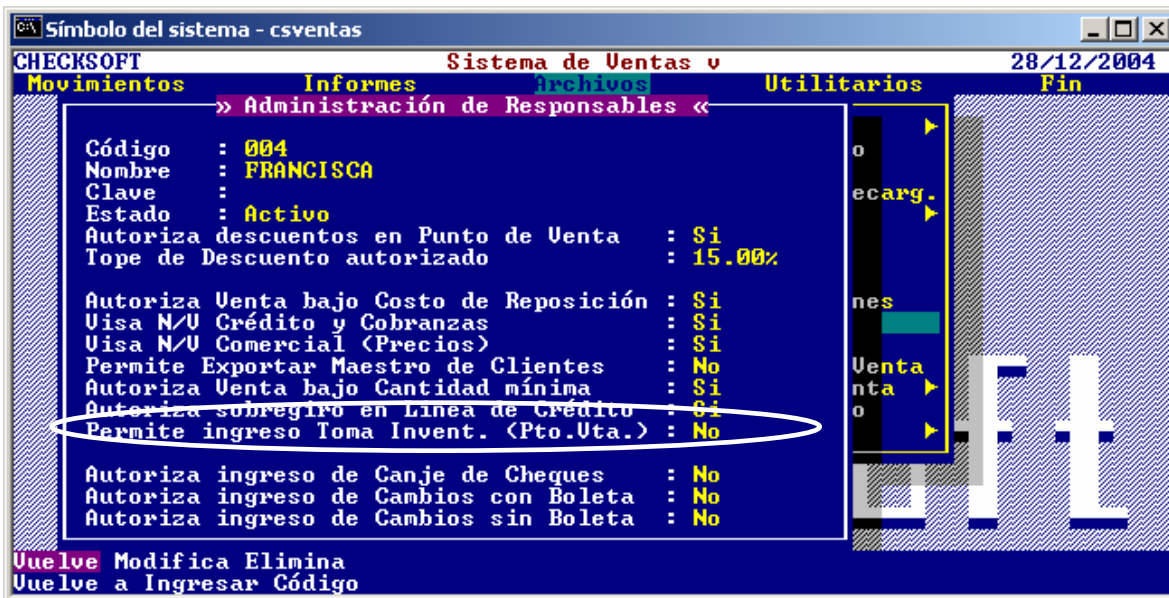 Símbolo del sistema - csventas
CHECKSOFT Sistema de Ventas v 28/12/2004
Movimientos Informes Archivos Utilitarios Fin
» Administración de Responsables «
Código : 004
o
Nombre : FRANCISCA
Clave :
ecarg.
Estado : Activo
Autoriza descuentos en Punto de Venta : Si
Tope de Descuento autorizado : 15.00%
Autoriza Venta bajo Costo de Reposición : Si
nes
Visa N/V Crédito y Cobranzas : Si
Visa N/V Comercial (Precios) : Si
Permite Exportar Maestro de Clientes : No
Venta
Autoriza Venta bajo Cantidad mínima : Si
nta
Autoriza sobregiro en Línea de Crédito : Si
o
Permite ingreso Toma Invent. (Pto.Vta.) : No
Autoriza ingreso de Canje de Cheques : No
Autoriza ingreso de Cambios con Boleta : No
Autoriza ingreso de Cambios sin Boleta : No
Vuelve Modifica Elimina
Vuelve a Ingresar Código